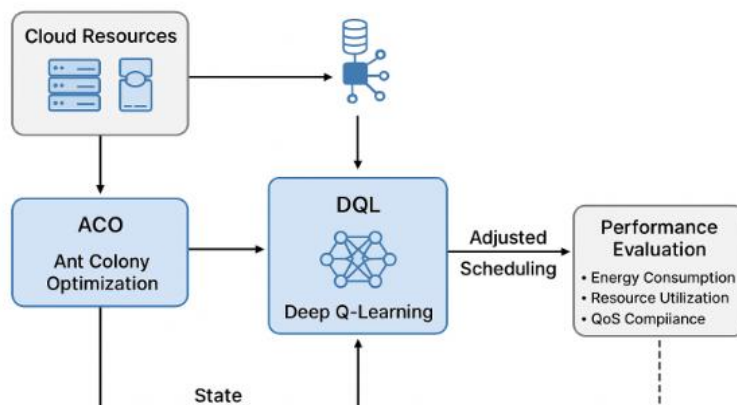 Cloud Resources
ACO
Ant Colony
Optimization
DQL
Deep Q-Learning
Adjusted
Scheduling
Performance
Evaluation
• Energy Consumption
• Resource Utilization
• QoS Compiiance
State